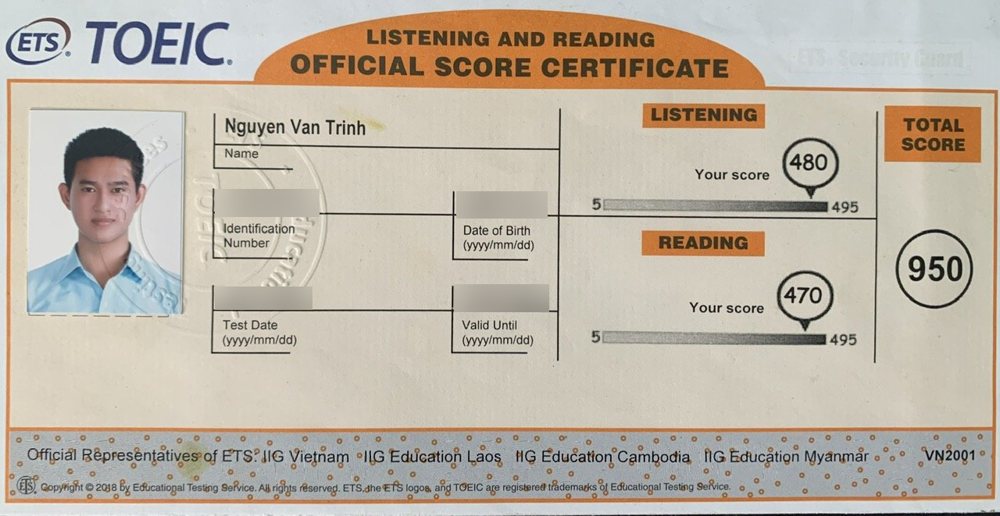 ETS® TOEIC®
LISTENING AND READING
OFFICIAL SCORE CERTIFICATE
ETS® Security Guard
Nguyen Van Trinh
Name
Identification
Number
Date of Birth
(yyyy/mm/dd)
Test Date
(yyyy/mm/dd)
Valid Until
(yyyy/mm/dd)
LISTENING
Your score 480
5 495
READING
Your score 470
5 495
TOTAL
SCORE
950
Official Representatives of ETS: IIG Vietnam IIG Education Laos IIG Education Cambodia IIG Education Myanmar VN2001
ETS Copyright © 2018 by Educational Testing Service. All rights reserved. ETS, the ETS logos, and TOEIC are registered trademarks of Educational Testing Service.